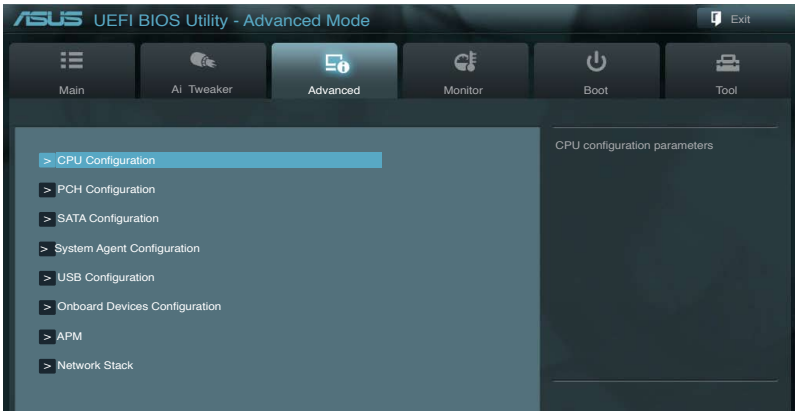 ASUS UEFI BIOS Utility - Advanced Mode
Exit
Main
Ai Tweaker
Advanced
Monitor
Boot
Tool
> CPU Configuration
> PCH Configuration
> SATA Configuration
> System Agent Configuration
> USB Configuration
> Onboard Devices Configuration
> APM
> Network Stack
CPU configuration parameters